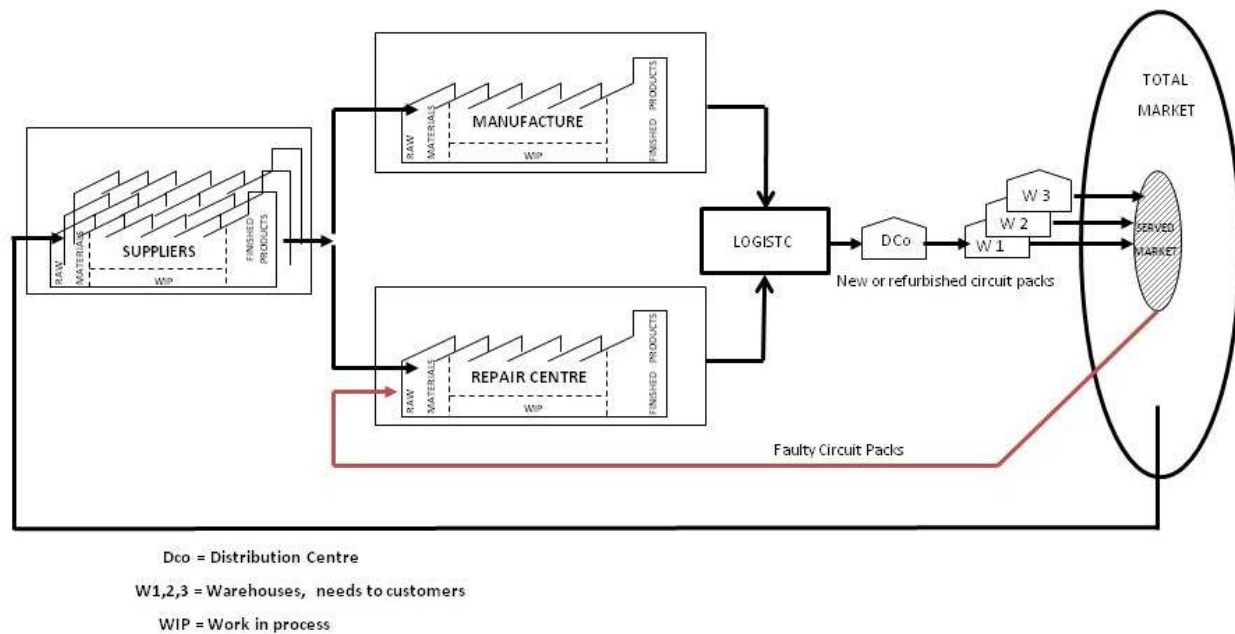 RAW
MATERIALS
SUPPLIERS
WIP
FINISHED
PRODUCTS
RAW
MATERIALS
MANUFACTURE
WIP
FINISHED PRODUCTS
RAW
MATERIALS
REPAIR CENTRE
WIP
FINISHED PRODUCTS
LOGISTC
DCo
W 3
W 2
W 1
New or refurbished circuit packs
TOTAL
MARKET
SERVED
MARKET
Faulty Circuit Packs
Dco = Distribution Centre
W1,2,3 = Warehouses, needs to customers
WIP = Work in process